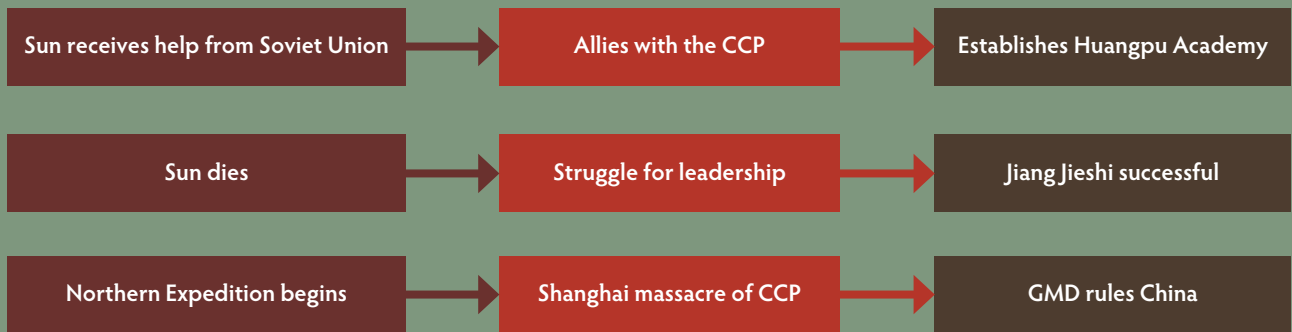 Sun receives help from Soviet Union
Allies with the CCP
Establishes Huangpu Academy
Sun dies
Struggle for leadership
Jiang Jieshi successful
Northern Expedition begins
Shanghai massacre of CCP
GMD rules China